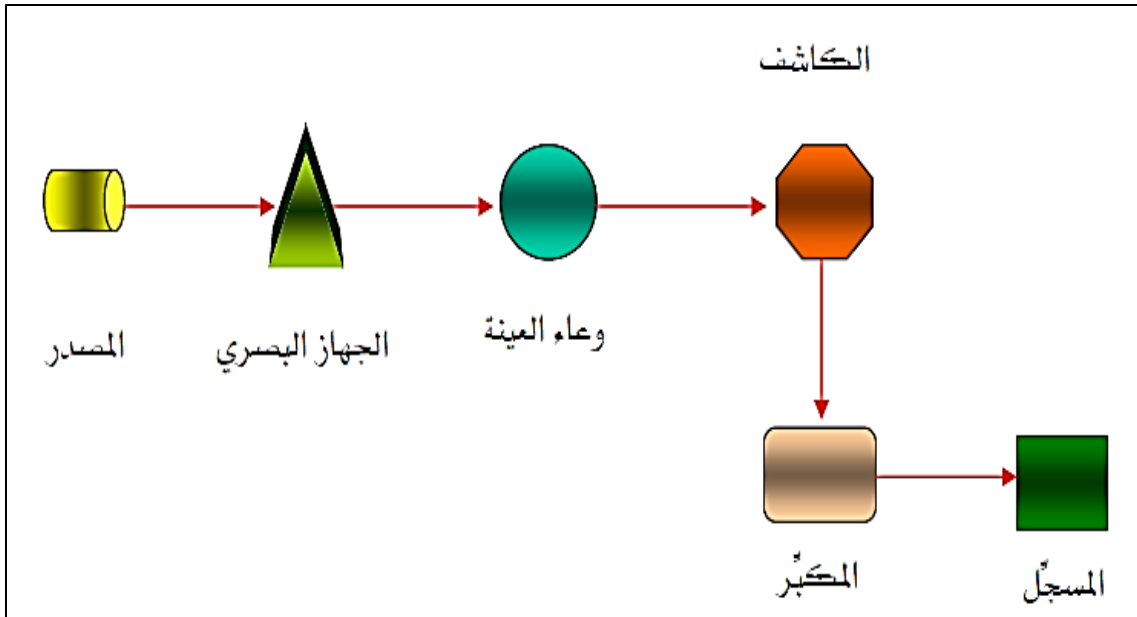 الكاشف
المصدر
الجهاز البصري
وعاء العينة
المكبِّر
المسجِّل